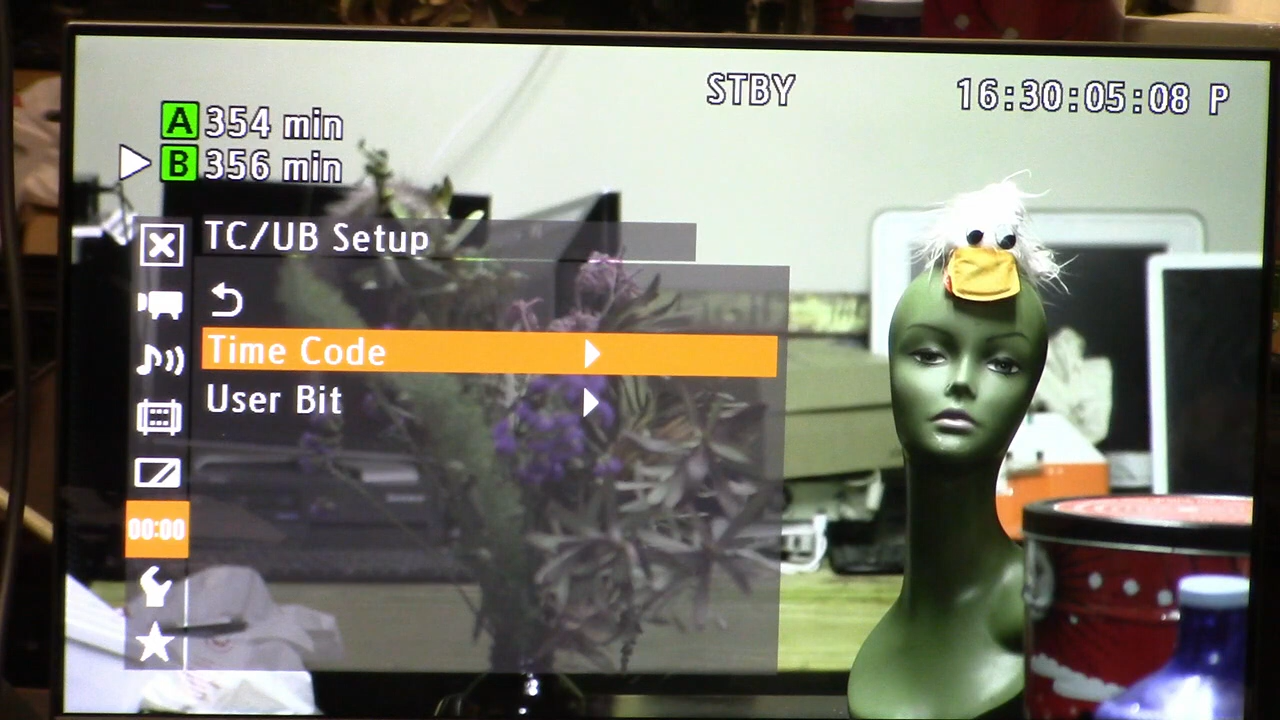 STBY
16:30:05:08 P
A 354 min
B 356 min
TC/UB Setup
Time Code
User Bit
00:00